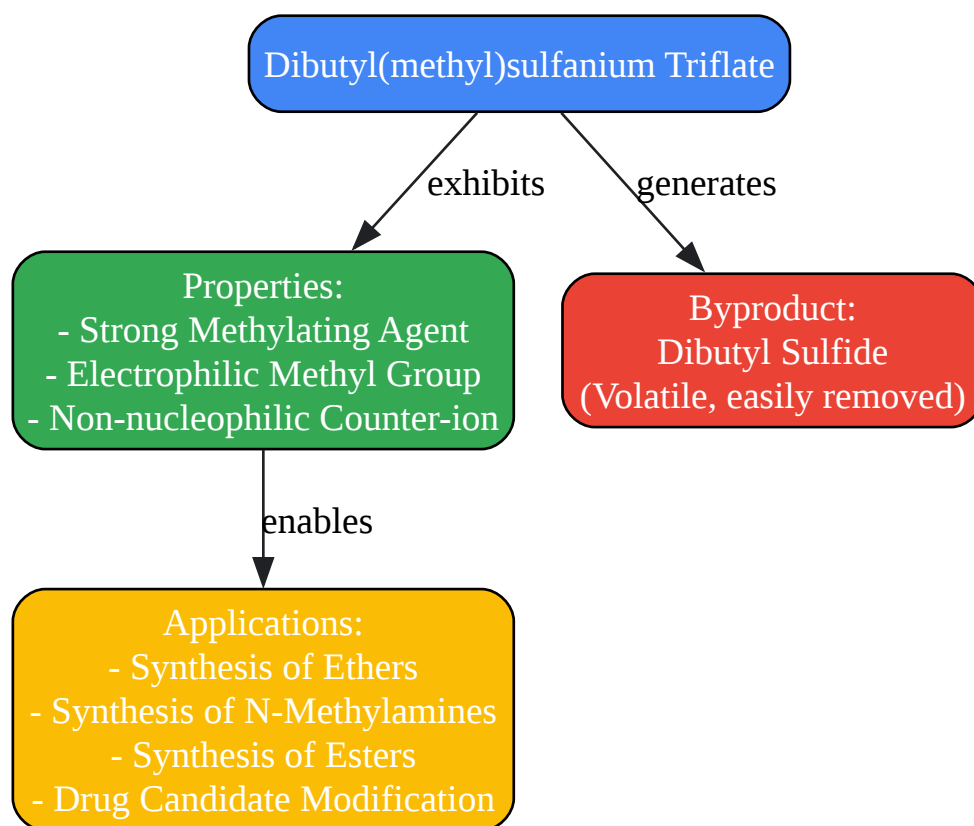 Dibutyl(methyl)sulfanium Triflate
exhibits
generates
Properties:
- Strong Methylating Agent
- Electrophilic Methyl Group
- Non-nucleophilic Counter-ion
Byproduct:
Dibutyl Sulfide
(Volatile, easily removed)
enables
Applications:
- Synthesis of Ethers
- Synthesis of N-Methylamines
- Synthesis of Esters
- Drug Candidate Modification